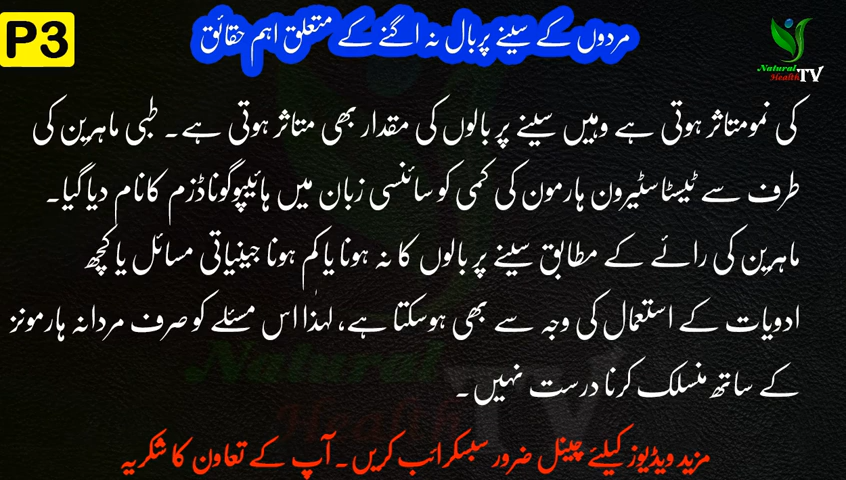 P3
مردوں کے سینے پر بال نہ اگنے کے متعلق اہم حقائق
Natural
Health TV
کی نمو متاثر ہوتی ہے وہیں سینے پر بالوں کی مقدار بھی متاثر ہوتی ہے۔ طبی ماہرین کی
طرف سے ٹیسٹاسٹیرون ہارمون کی کمی کو سائنسی زبان میں ہائیپوگوناڈزم کا نام دیا گیا۔
ماہرین کی رائے کے مطابق سینے پر بالوں کا نہ ہونا یا کم ہونا جینیاتی مسائل یا کچھ
ادویات کے استعمال کی وجہ سے بھی ہوسکتا ہے، لہٰذا اس مسئلے کو صرف مردانہ ہارمونز
کے ساتھ منسلک کرنا درست نہیں۔
Natural
Health TV
مزید ویڈیوز کیلئے چینل ضرور سبسکرائب کریں۔ آپ کے تعاون کا شکریہ